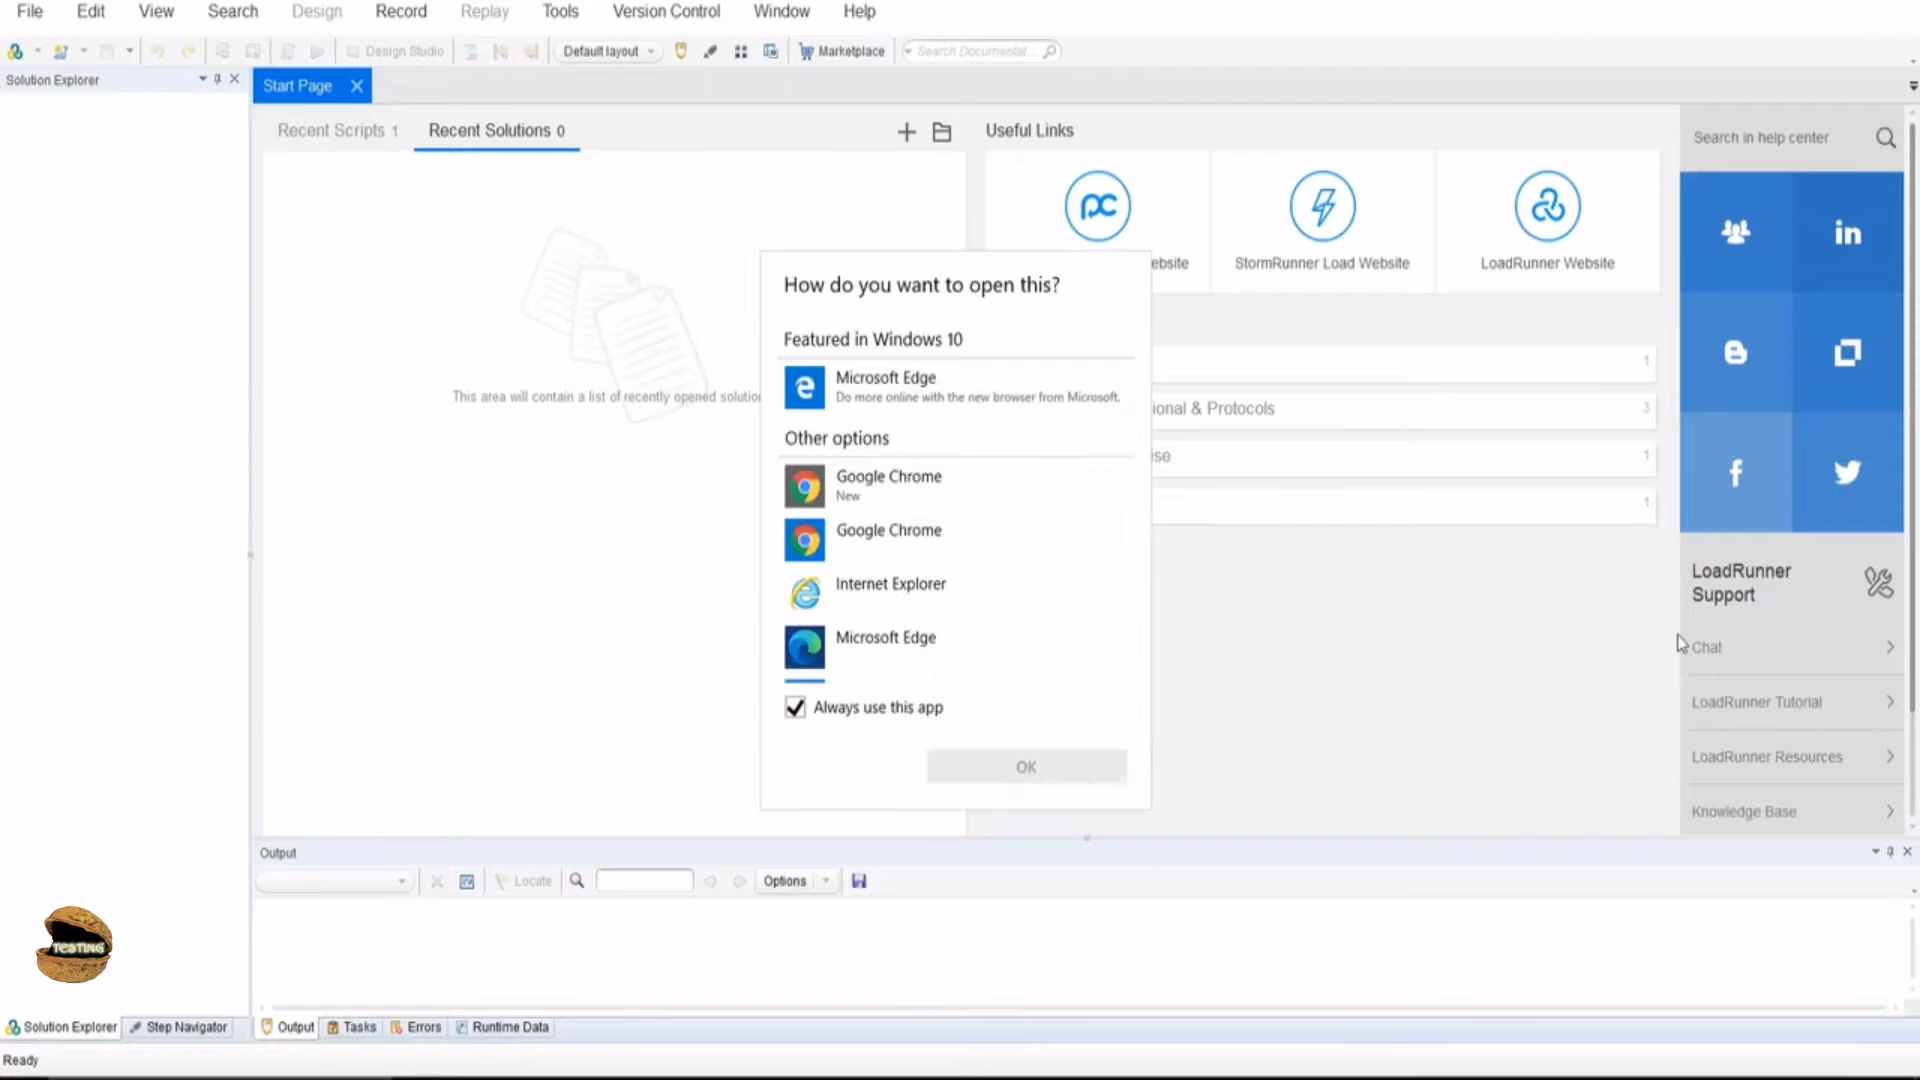 File Edit View Search Design Record Replay Tools Version Control Window Help
Design Studio Default layout Marketplace Search Documentat
Solution Explorer
Start Page
Recent Scripts 1 Recent Solutions 0
This area will contain a list of recently opened solutio
Useful Links
pc
ebsite
StormRunner Load Website
LoadRunner Website
1
ional & Protocols 3
se 1
1
How do you want to open this?
Featured in Windows 10
Microsoft Edge
Do more online with the new browser from Microsoft.
Other options
Google Chrome
New
Google Chrome
Internet Explorer
Microsoft Edge
Always use this app
OK
Search in help center
in
f
LoadRunner
Support
Chat
LoadRunner Tutorial
LoadRunner Resources
Knowledge Base
Output
Locate Options
TESTING
Solution Explorer Step Navigator Output Tasks Errors Runtime Data
Ready